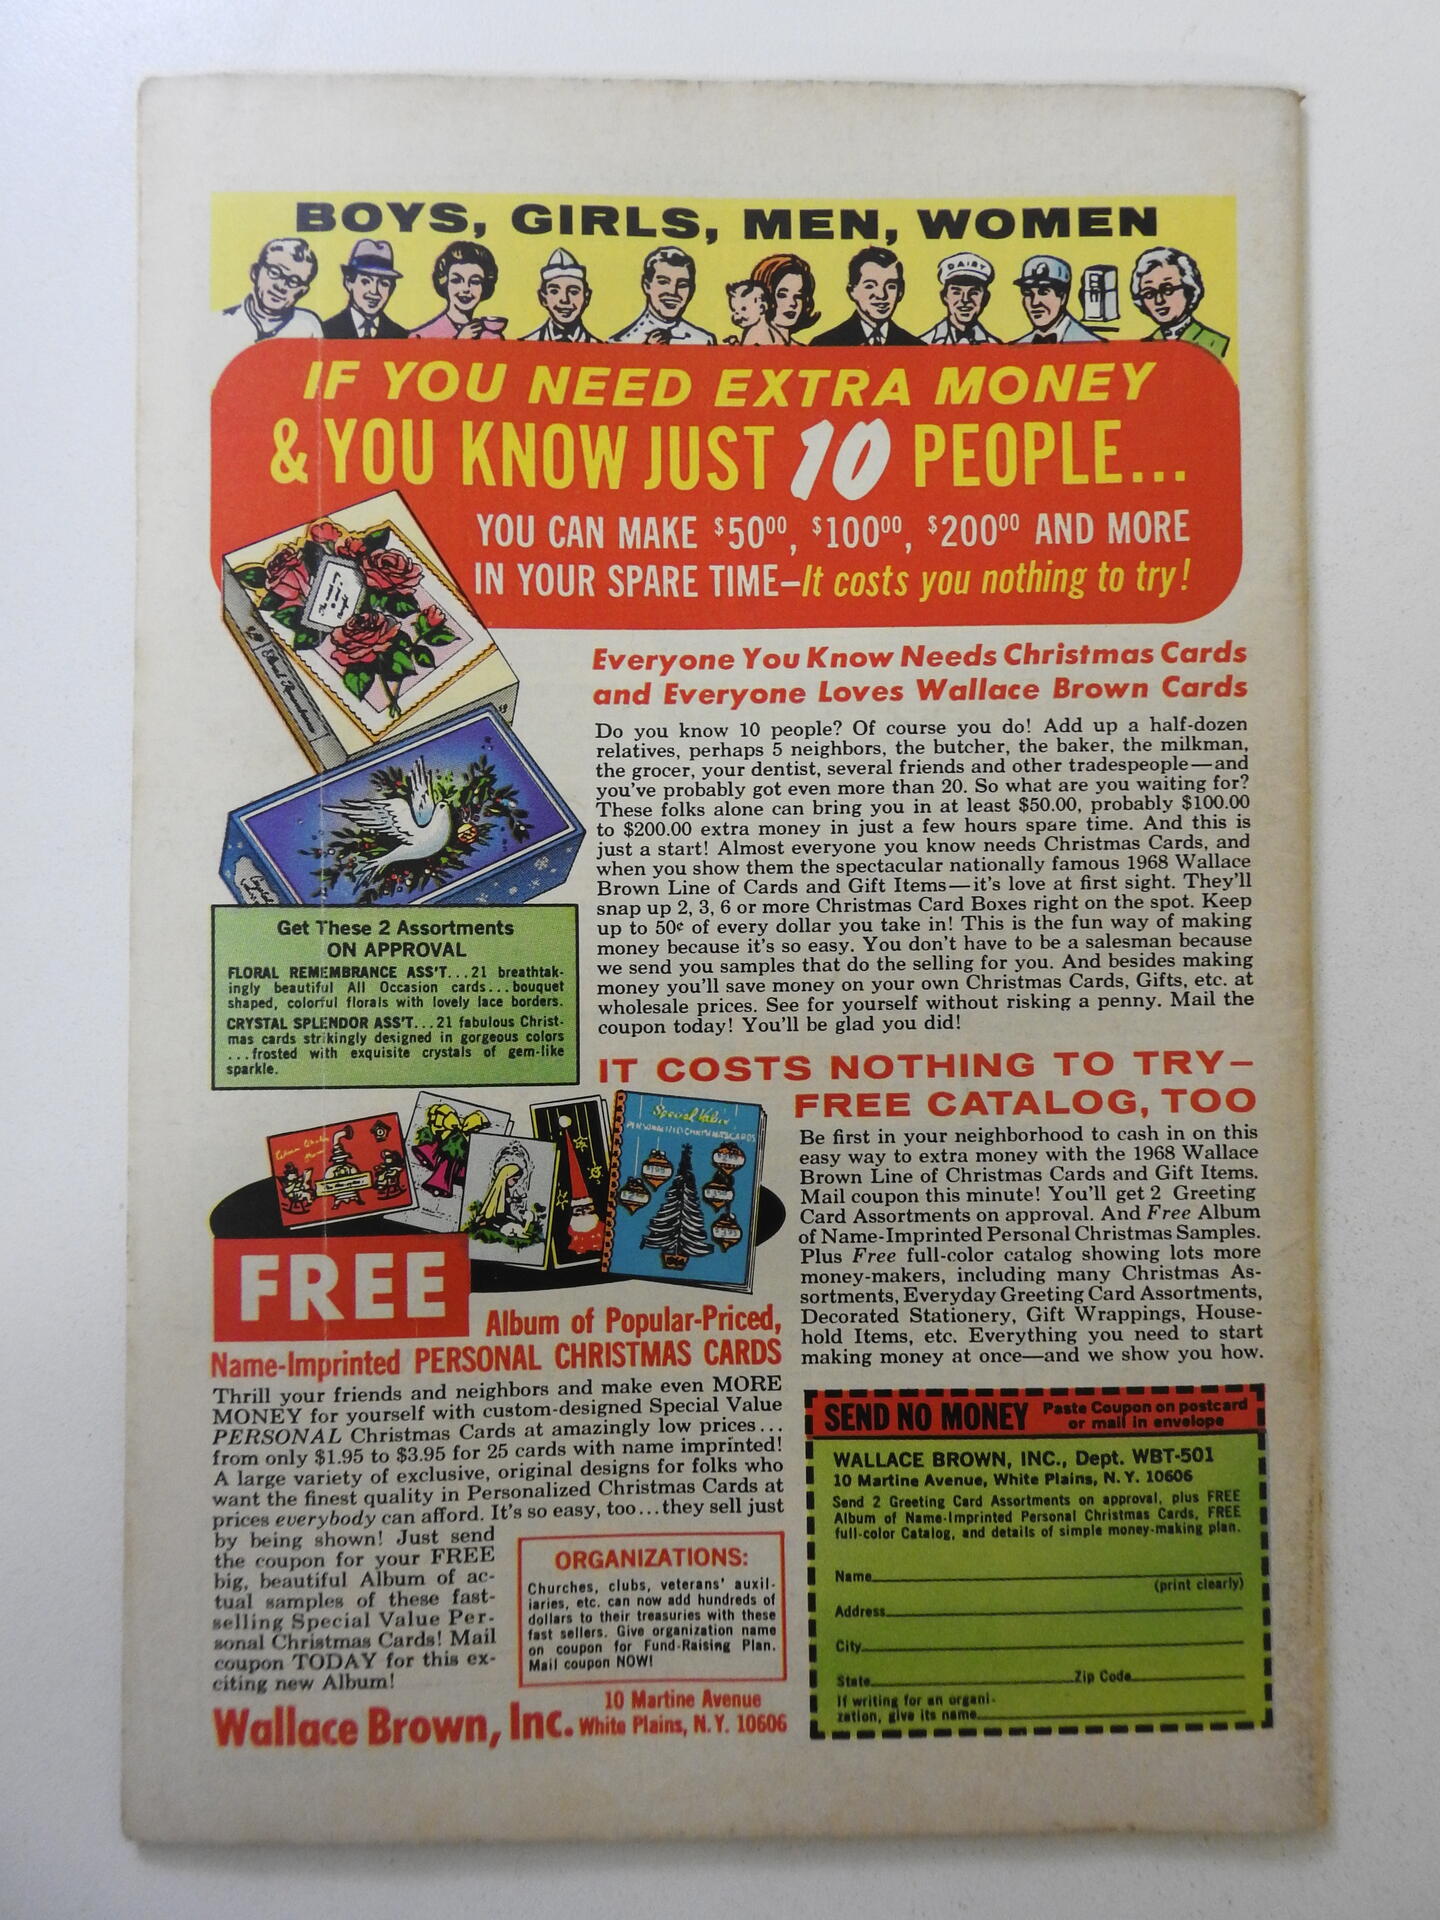 BOYS, GIRLS, MEN, WOMEN
DAIRY
IF YOU NEED EXTRA MONEY
& YOU KNOW JUST 10 PEOPLE...
YOU CAN MAKE $50⁰⁰, $100⁰⁰, $200⁰⁰ AND MORE
IN YOUR SPARE TIME–It costs you nothing to try!
Everyone You Know Needs Christmas Cards
and Everyone Loves Wallace Brown Cards
Do you know 10 people? Of course you do! Add up a half-dozen
relatives, perhaps 5 neighbors, the butcher, the baker, the milkman,
the grocer, your dentist, several friends and other tradespeople—and
you've probably got even more than 20. So what are you waiting for?
These folks alone can bring you in at least $50.00, probably $100.00
to $200.00 extra money in just a few hours spare time. And this is
just a start! Almost everyone you know needs Christmas Cards, and
when you show them the spectacular nationally famous 1968 Wallace
Brown Line of Cards and Gift Items—it's love at first sight. They'll
snap up 2, 3, 6 or more Christmas Card Boxes right on the spot. Keep
up to 50¢ of every dollar you take in! This is the fun way of making
money because it's so easy. You don't have to be a salesman because
we send you samples that do the selling for you. And besides making
money you'll save money on your own Christmas Cards, Gifts, etc. at
wholesale prices. See for yourself without risking a penny. Mail the
coupon today! You'll be glad you did!
Get These 2 Assortments
ON APPROVAL
FLORAL REMEMBRANCE ASS'T...21 breathtak-
ingly beautiful All Occasion cards...bouquet
shaped, colorful florals with lovely lace borders.
CRYSTAL SPLENDOR ASS'T...21 fabulous Christ-
mas cards strikingly designed in gorgeous colors
...frosted with exquisite crystals of gem-like
sparkle.
IT COSTS NOTHING TO TRY–
FREE CATALOG, TOO
Be first in your neighborhood to cash in on this
easy way to extra money with the 1968 Wallace
Brown Line of Christmas Cards and Gift Items.
Mail coupon this minute! You'll get 2 Greeting
Card Assortments on approval. And Free Album
of Name-Imprinted Personal Christmas Samples.
Plus Free full-color catalog showing lots more
money-makers, including many Christmas As-
sortments, Everyday Greeting Card Assortments,
Decorated Stationery, Gift Wrappings, House-
hold Items, etc. Everything you need to start
making money at once—and we show you how.
Special Value
PERSONALIZED CHRISTMAS CARDS
FREE
Album of Popular-Priced,
Name-Imprinted PERSONAL CHRISTMAS CARDS
Thrill your friends and neighbors and make even MORE
MONEY for yourself with custom-designed Special Value
PERSONAL Christmas Cards at amazingly low prices...
from only $1.95 to $3.95 for 25 cards with name imprinted!
A large variety of exclusive, original designs for folks who
want the finest quality in Personalized Christmas Cards at
prices everybody can afford. It's so easy, too...they sell just
by being shown! Just send
the coupon for your FREE
big, beautiful Album of ac-
tual samples of these fast-
selling Special Value Per-
sonal Christmas Cards! Mail
coupon TODAY for this ex-
citing new Album!
ORGANIZATIONS:
Churches, clubs, veterans' auxil-
iaries, etc. can now add hundreds of
dollars to their treasuries with these
fast sellers. Give organization name
on coupon for Fund-Raising Plan.
Mail coupon NOW!
Wallace Brown, Inc. 10 Martine Avenue
White Plains, N.Y. 10606
SEND NO MONEY Paste Coupon on postcard
or mail in envelope
WALLACE BROWN, INC., Dept. WBT-501
10 Martine Avenue, White Plains, N.Y. 10606
Send 2 Greeting Card Assortments on approval, plus FREE
Album of Name-Imprinted Personal Christmas Cards, FREE
full-color Catalog, and details of simple money-making plan.
Name
(print clearly)
Address
City
State Zip Code
If writing for an organi-
zation, give its name